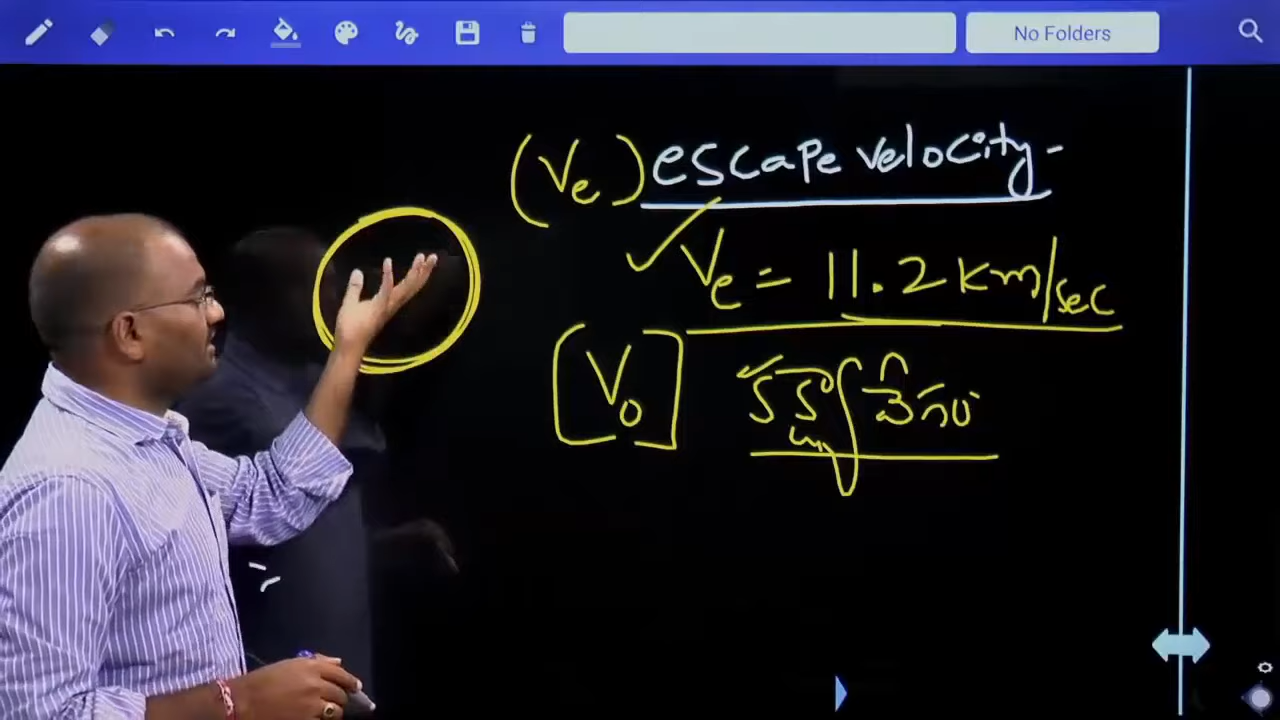 No Folders
(Ve) escape velocity -
Ve = 11.2 km/sec
[V₀]